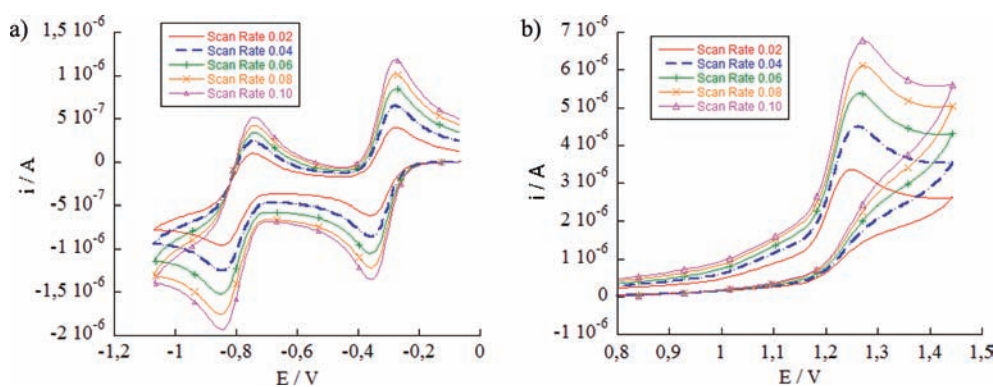 a)
1,5 10-6
1 10-6
5 10-7
0
-5 10-7
-1 10-6
-1,5 10-6
-2 10-6
i / A
Scan Rate 0.02
Scan Rate 0.04
Scan Rate 0.06
Scan Rate 0.08
Scan Rate 0.10
-1,2 -1 -0,8 -0,6 -0,4 -0,2 0
E / V
b)
7 10-6
6 10-6
5 10-6
4 10-6
3 10-6
2 10-6
1 10-6
0
-1 10-6
i / A
Scan Rate 0.02
Scan Rate 0.04
Scan Rate 0.06
Scan Rate 0.08
Scan Rate 0.10
0,8 0,9 1 1,1 1,2 1,3 1,4 1,5
E / V